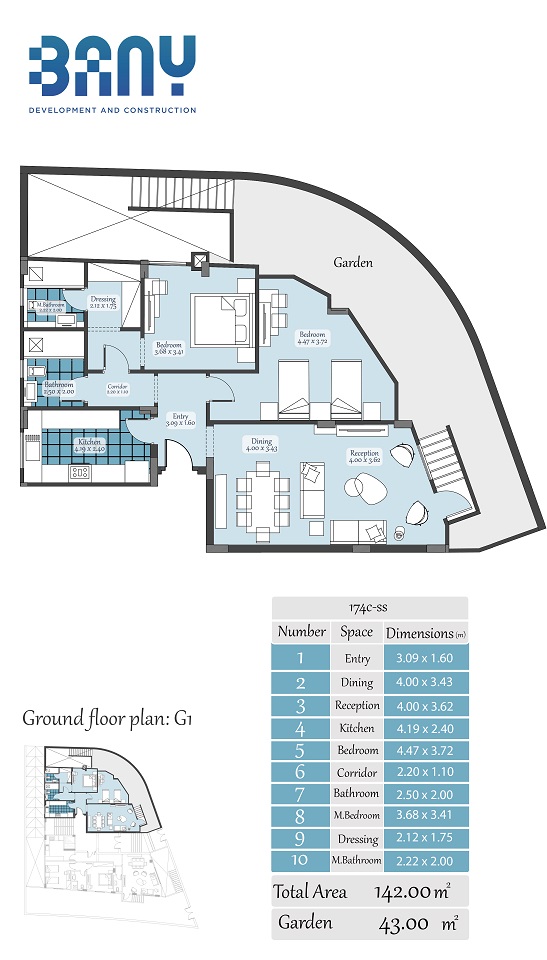 BANY
DEVELOPMENT AND CONSTRUCTION
Garden
M.Bathroom
2.22 x 2.00
Dressing
2.12 x 1.75
Bedroom
3.68 x 3.41
Bedroom
4.47 x 3.72
Bathroom
2.50 x 2.00
Corridor
2.20 x 1.10
Entry
3.09 x 1.60
Kitchen
4.19 x 2.40
Dining
4.00 x 3.43
Reception
4.00 x 3.62
174c-ss
Number Space Dimensions (m)
1 Entry 3.09 x 1.60
2 Dining 4.00 x 3.43
3 Reception 4.00 x 3.62
4 Kitchen 4.19 x 2.40
5 Bedroom 4.47 x 3.72
6 Corridor 2.20 x 1.10
7 Bathroom 2.50 x 2.00
8 M.Bedroom 3.68 x 3.41
9 Dressing 2.12 x 1.75
10 M.Bathroom 2.22 x 2.00
Total Area 142.00 m²
Garden 43.00 m²
Ground floor plan: G1